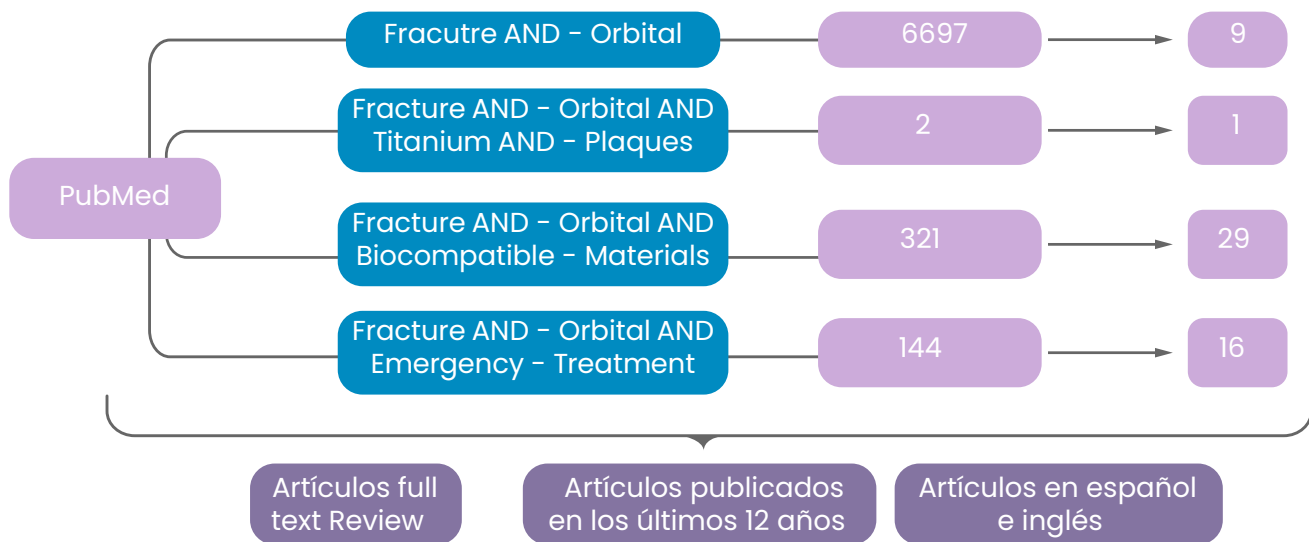 Fracutre AND - Orbital
6697
9
Fracture AND - Orbital AND
Titanium AND - Plaques
2
1
PubMed
Fracture AND - Orbital AND
Biocompatible - Materials
321
29
Fracture AND - Orbital AND
Emergency - Treatment
144
16
Artículos full
text Review
Artículos publicados
en los últimos 12 años
Artículos en español
e inglés